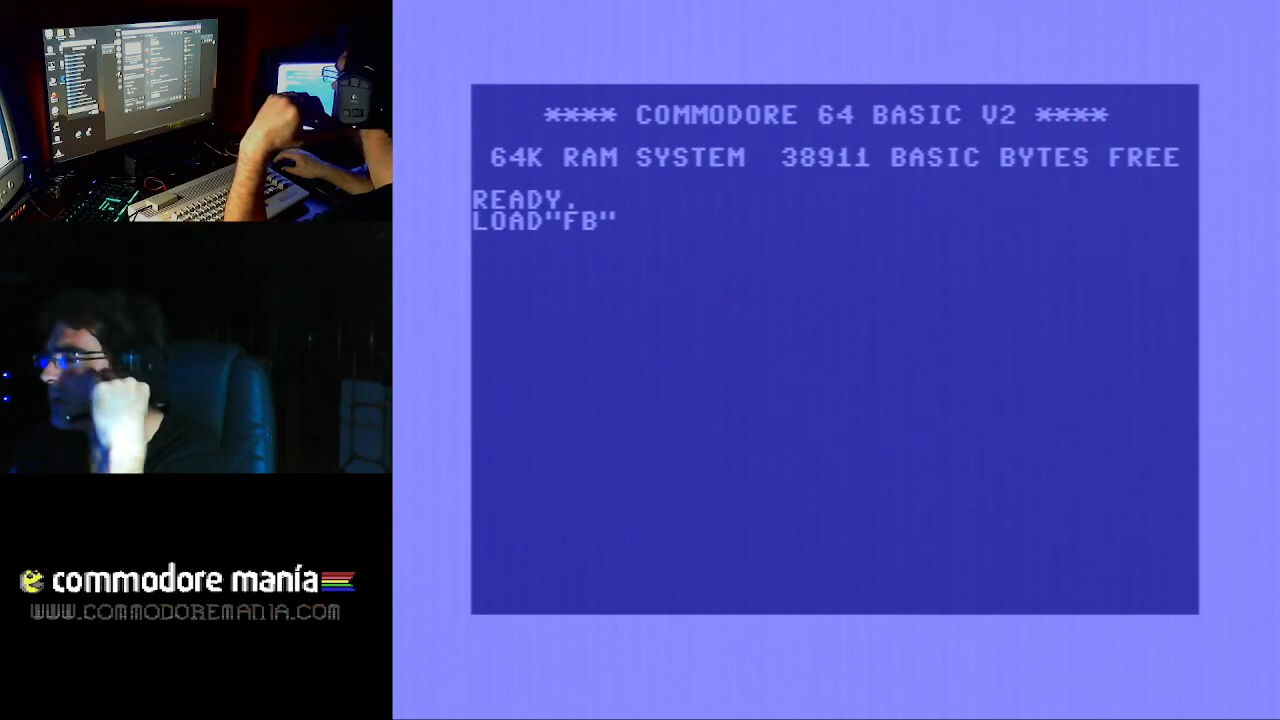 **** COMMODORE 64 BASIC V2 ****
64K RAM SYSTEM  38911 BASIC BYTES FREE
READY.
LOAD"FB"
commodore manía
WWW.COMMODOREMANIA.COM